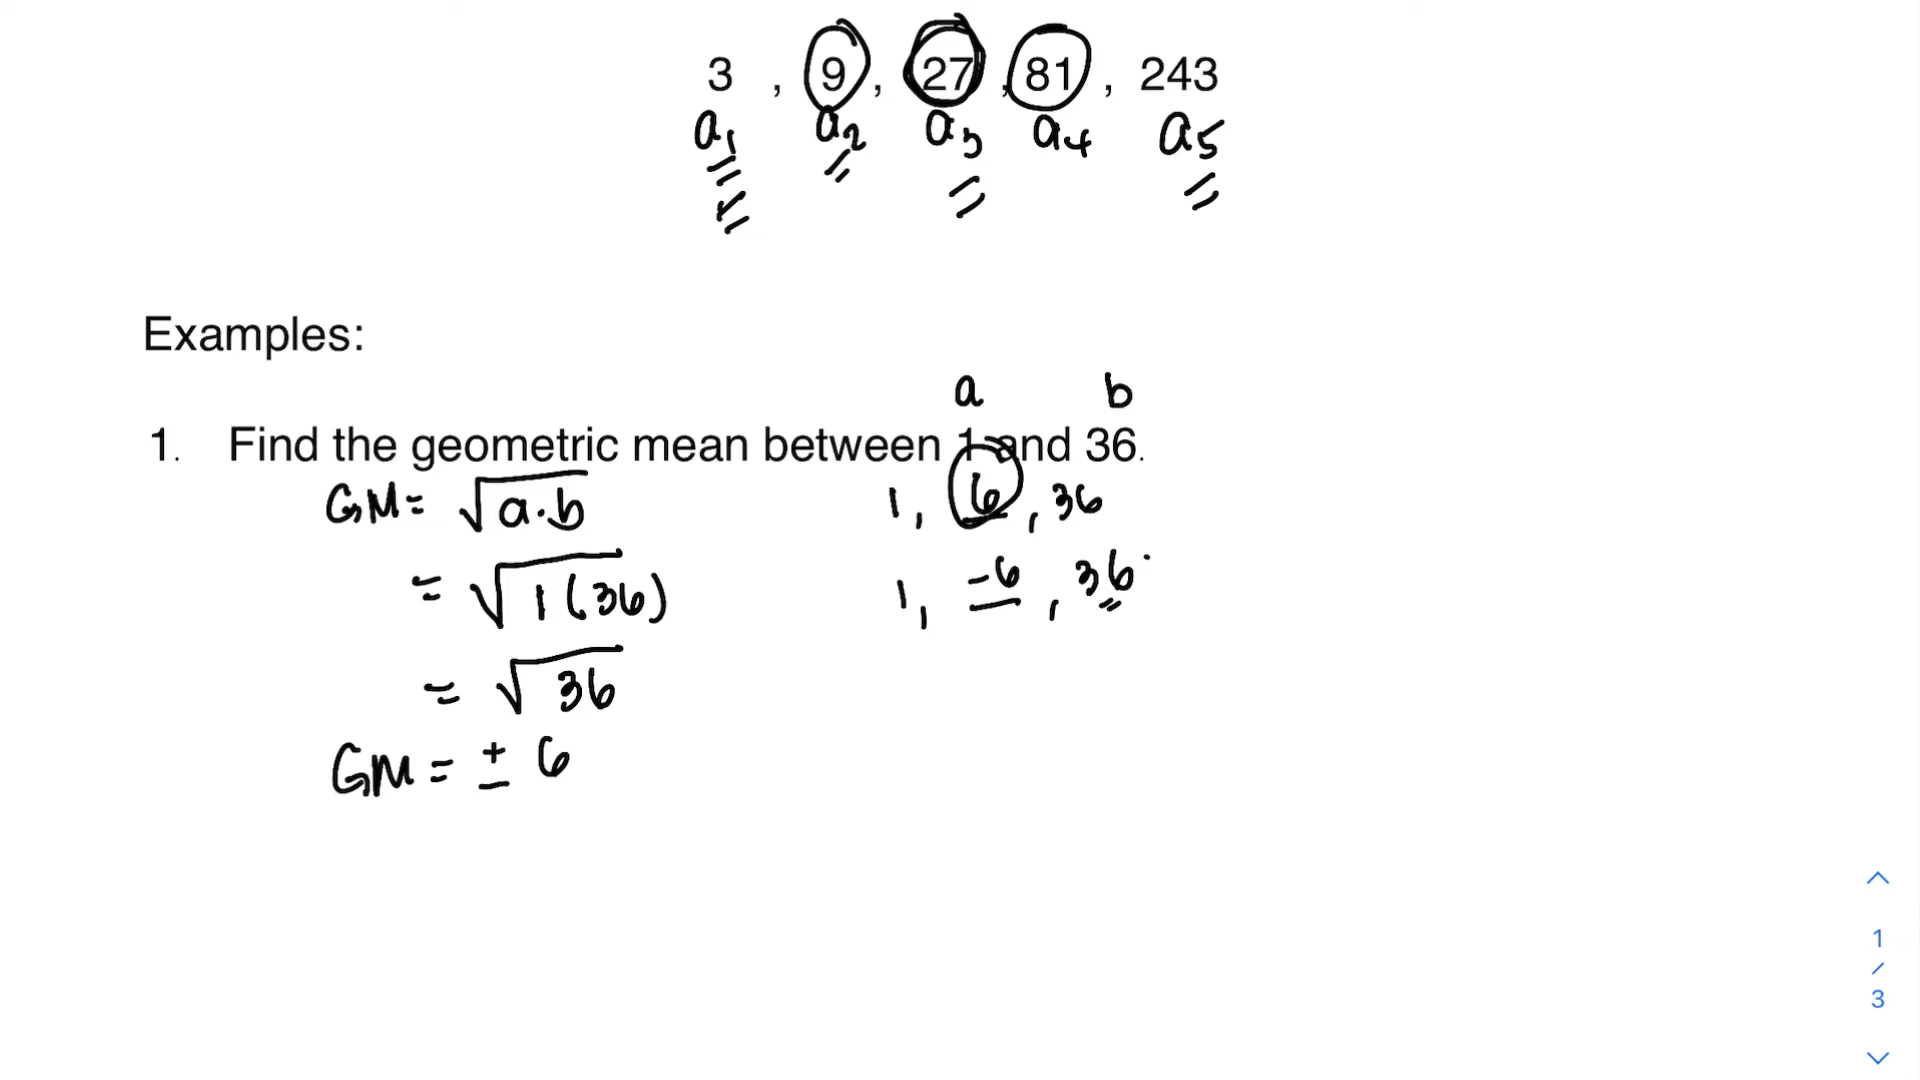 3 , 9 , 27 , 81 , 243
a₁ a₂ a₃ a₄ a₅
Examples:
a b
1. Find the geometric mean between 1 and 36.
GM = √a·b
1, 6, 36
= √1(36)
1, -6, 36
= √36
GM = ± 6
1
/
3